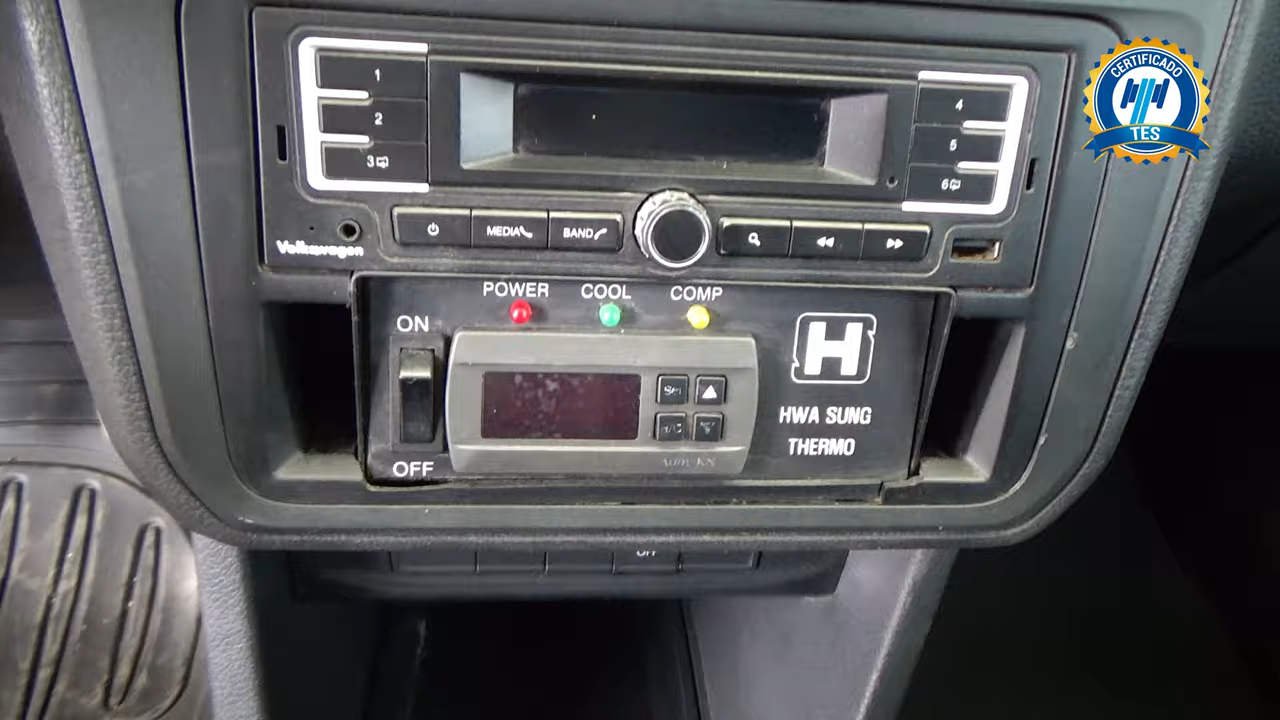 CERTIFICADO
TES
1
2
3
4
5
6
MEDIA
BAND
Volkswagen
POWER COOL COMP
ON
OFF
H
HWA SUNG
THERMO
OFF